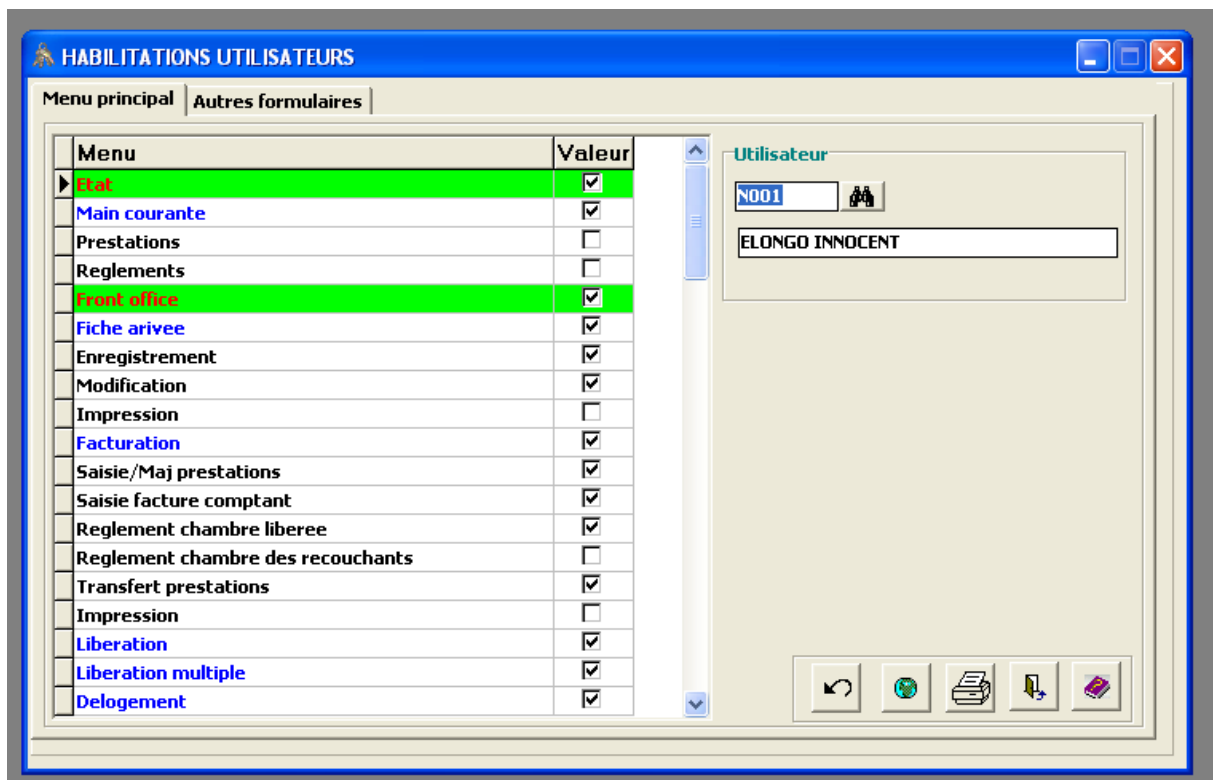 HABILITATIONS UTILISATEURS
Menu principal Autres formulaires
Menu Valeur
Etat
Main courante
Prestations
Reglements
Front office
Fiche arivee
Enregistrement
Modification
Impression
Facturation
Saisie/Maj prestations
Saisie facture comptant
Reglement chambre liberee
Reglement chambre des recouchants
Transfert prestations
Impression
Liberation
Liberation multiple
Delogement
Utilisateur
N001
ELONGO INNOCENT